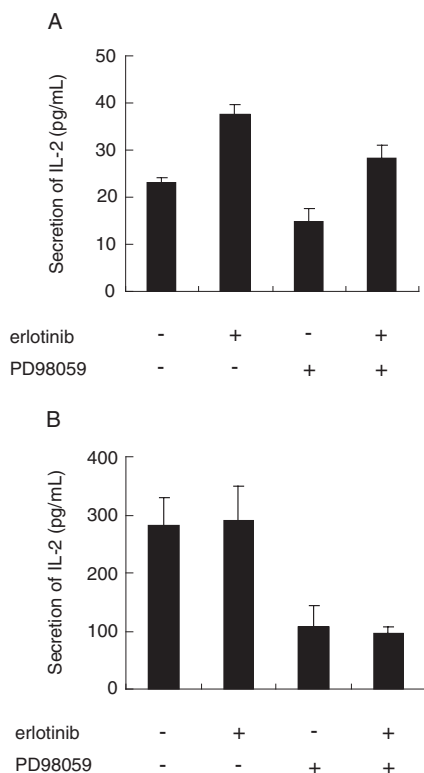 A
Secretion of IL-2 (pg/mL)
50
40
30
20
10
0
erlotinib - + - +
PD98059 - - + +
B
Secretion of IL-2 (pg/mL)
400
300
200
100
0
erlotinib - + - +
PD98059 - - + +